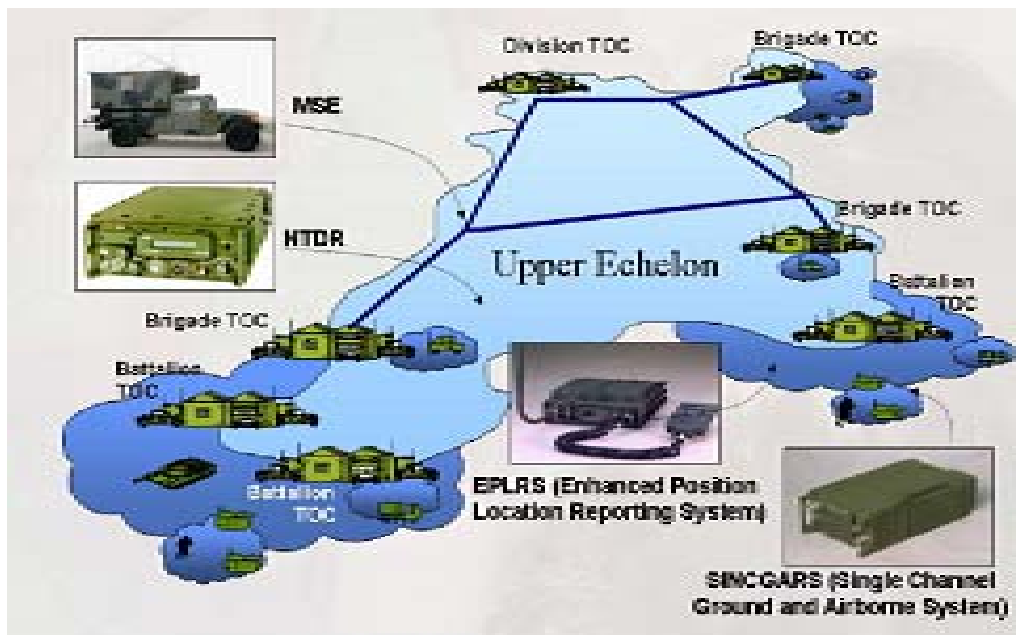 Division TOC
Brigade TOC
MSE
NTDR
Brigade TOC
Upper Echelon
Battalion
TOC
Brigade TOC
Battalion
TOC
Battalion
TOC
EPLRS (Enhanced Position
Location Reporting System)
SINCGARS (Single Channel
Ground and Airborne System)